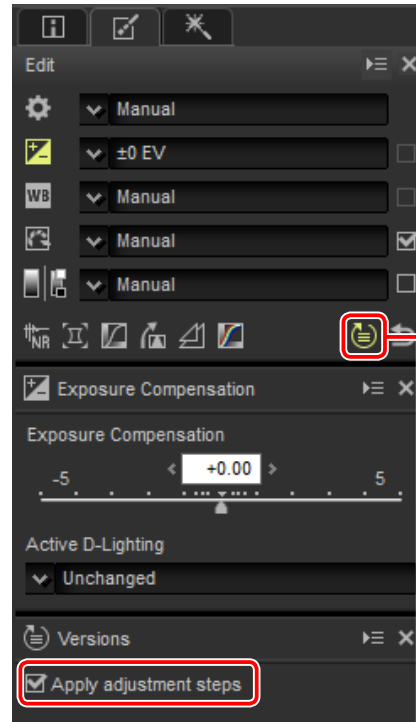 Edit
Manual
±0 EV
WB Manual
Manual
Manual
NR
Exposure Compensation
Exposure Compensation
-5 +0.00 5
Active D-Lighting
Unchanged
Versions
Apply adjustment steps